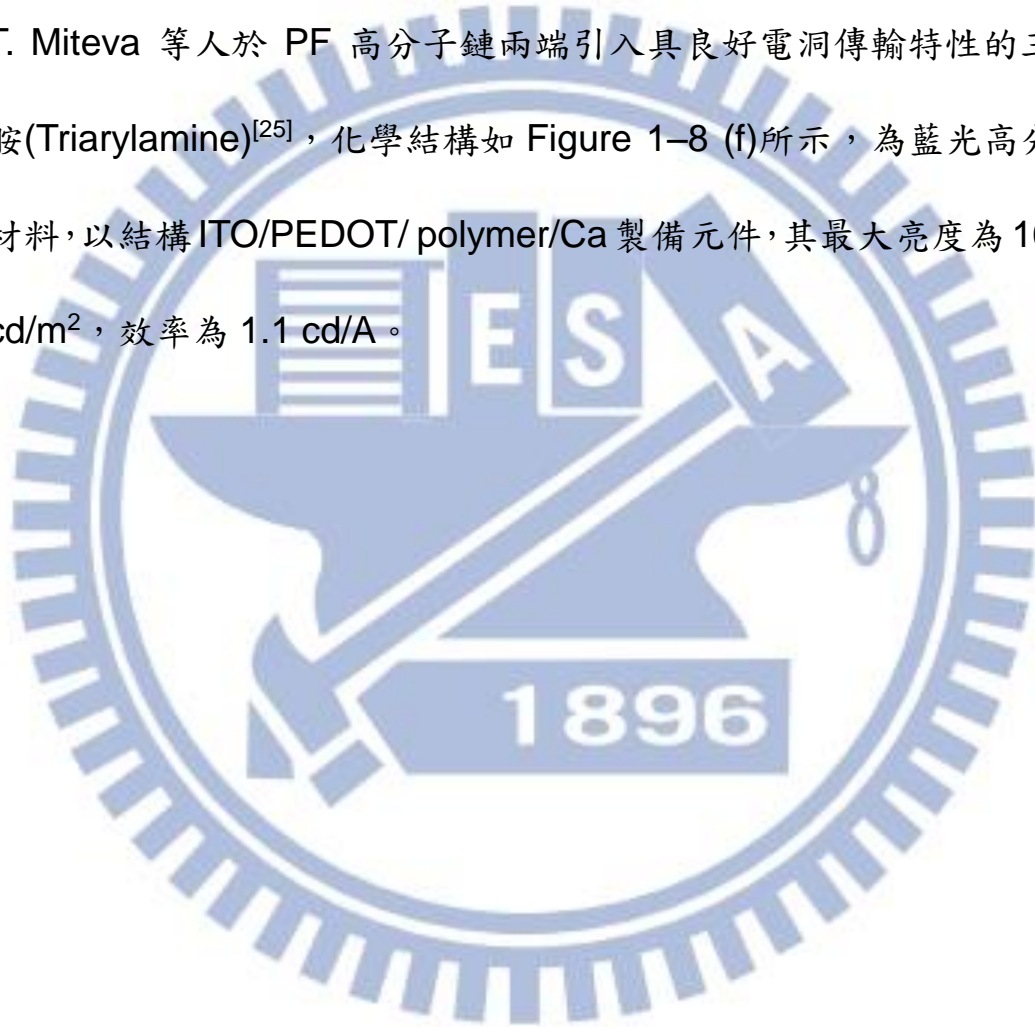 T. Miteva 等人於 PF 高分子鏈兩端引入具良好電洞傳輸特性的三
胺(Triarylamine)[25]，化學結構如 Figure 1–8 (f)所示，為藍光高分
材料，以結構 ITO/PEDOT/ polymer/Ca 製備元件，其最大亮度為
cd/m²，效率為 1.1 cd/A。
E S A
1896